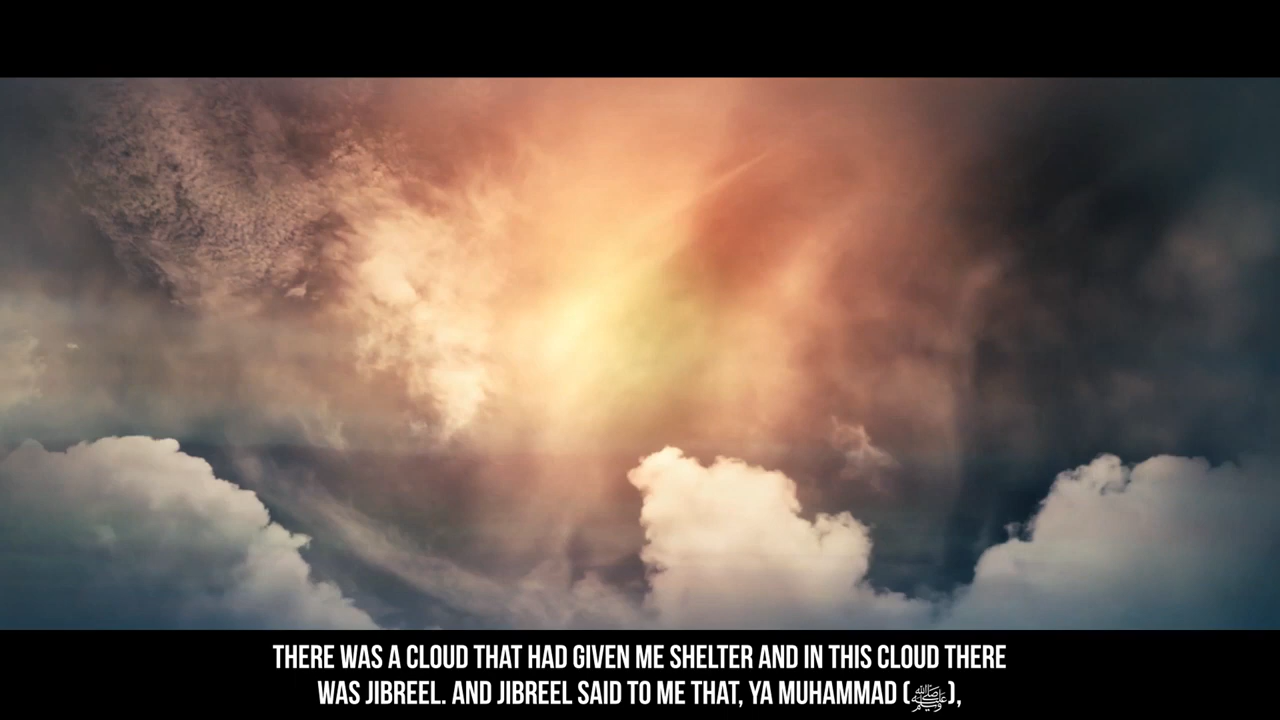 THERE WAS A CLOUD THAT HAD GIVEN ME SHELTER AND IN THIS CLOUD THERE
WAS JIBREEL. AND JIBREEL SAID TO ME THAT, YA MUHAMMAD (ﷺ),